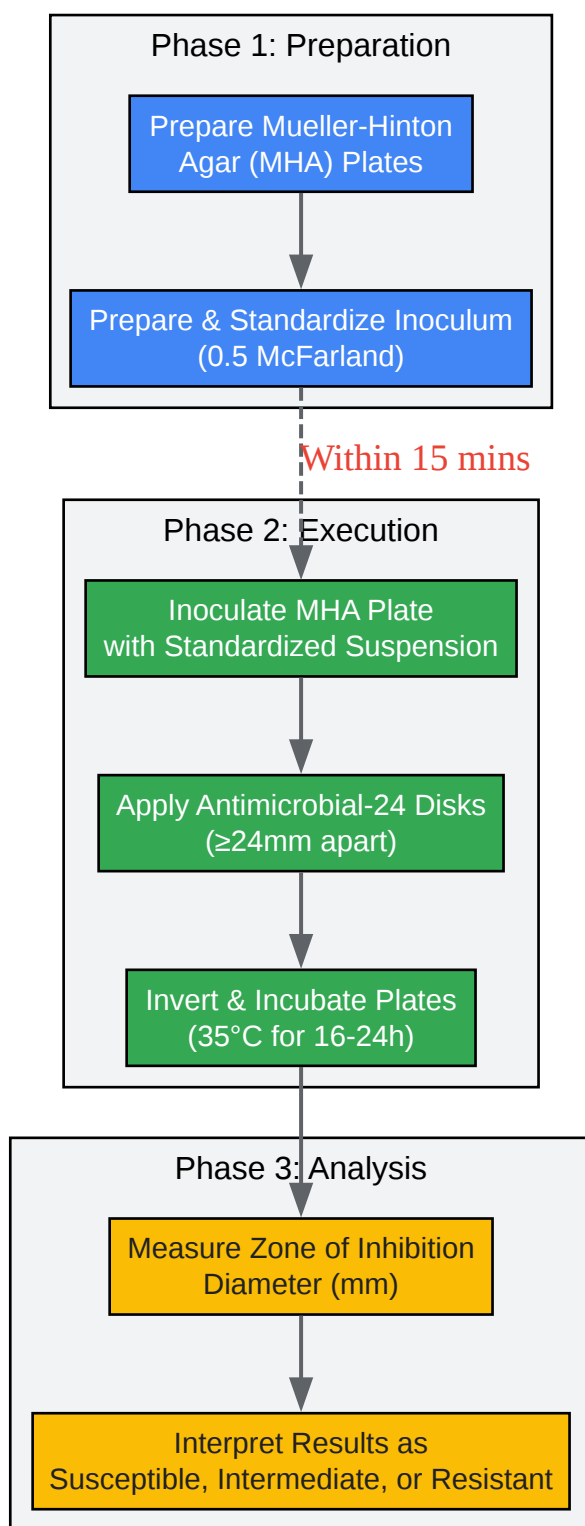 Phase 1: Preparation
Prepare Mueller-Hinton
Agar (MHA) Plates
Prepare & Standardize Inoculum
(0.5 McFarland)
Within 15 mins
Phase 2: Execution
Inoculate MHA Plate
with Standardized Suspension
Apply Antimicrobial-24 Disks
(≥24mm apart)
Invert & Incubate Plates
(35°C for 16-24h)
Phase 3: Analysis
Measure Zone of Inhibition
Diameter (mm)
Interpret Results as
Susceptible, Intermediate, or Resistant